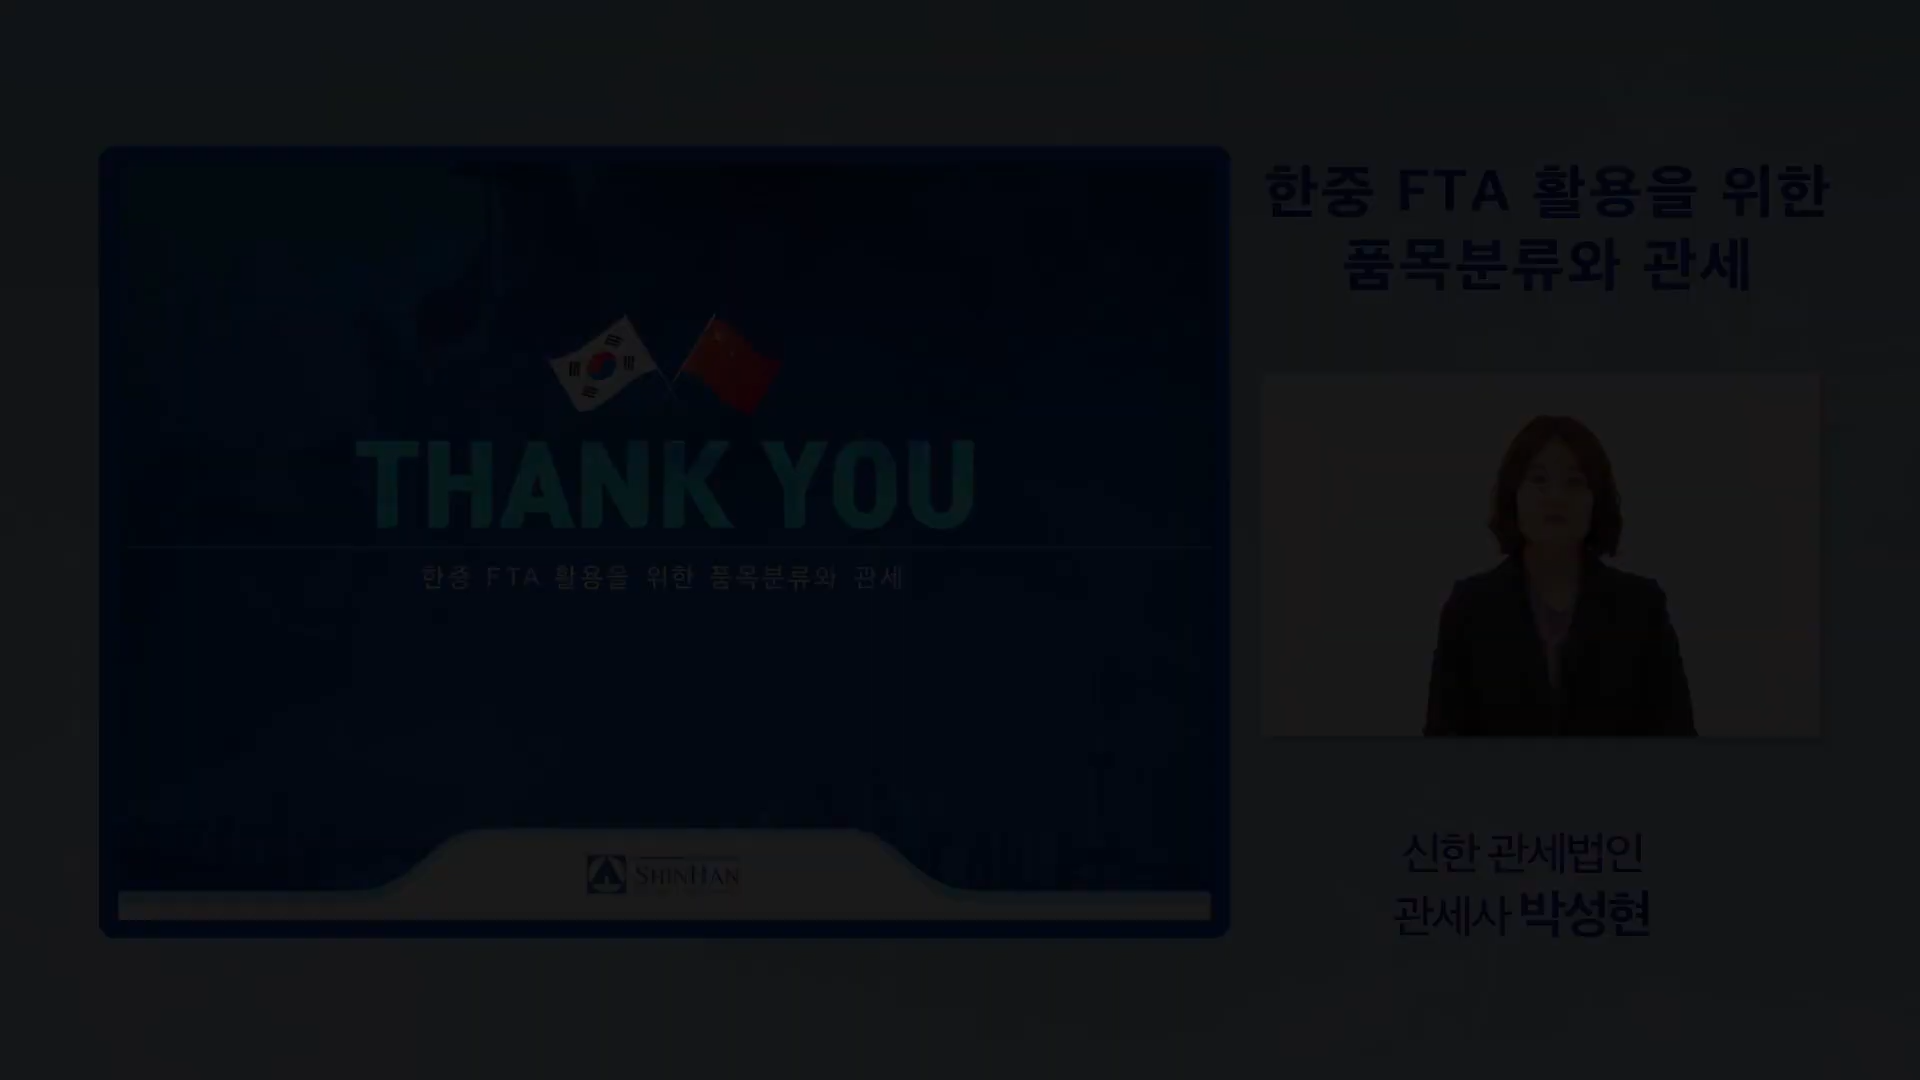 THANK YOU
한중 FTA 활용을 위한 품목분류와 관세
SHINHAN
한중 FTA 활용을 위한
품목분류와 관세
신한 관세법인
관세사 박성현